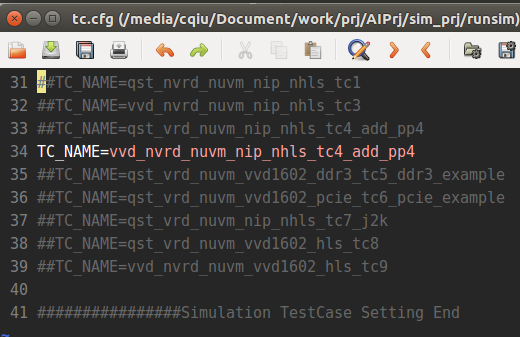 tc.cfg (/media/cqiu/Document/work/prj/AIPrj/sim_prj/runsim)
31 ##TC_NAME=qst_nvrd_nuvm_nip_nhls_tc1
32 ##TC_NAME=vvd_nvrd_nuvm_nip_nhls_tc3
33 ##TC_NAME=qst_vrd_nuvm_nip_nhls_tc4_add_pp4
34 TC_NAME=vvd_nvrd_nuvm_nip_nhls_tc4_add_pp4
35 ##TC_NAME=qst_vrd_nuvm_vvd1602_ddr3_tc5_ddr3_example
36 ##TC_NAME=qst_vrd_nuvm_vvd1602_pcie_tc6_pcie_example
37 ##TC_NAME=qst_vrd_nuvm_nip_nhls_tc7_j2k
38 ##TC_NAME=qst_vrd_nuvm_vvd1602_hls_tc8
39 ##TC_NAME=vvd_nvrd_nuvm_vvd1602_hls_tc9
40
41 ################Simulation TestCase Setting End
~